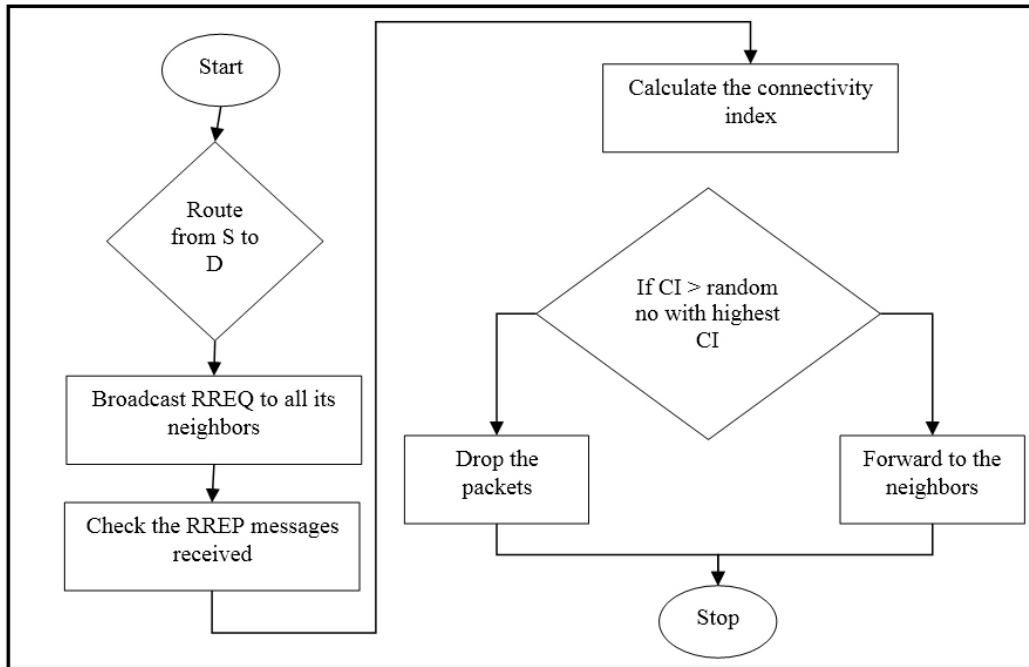 Start
Route
from S to
D
Broadcast RREQ to all its
neighbors
Check the RREP messages
received
Calculate the connectivity
index
If CI > random
no with highest
CI
Drop the
packets
Forward to the
neighbors
Stop